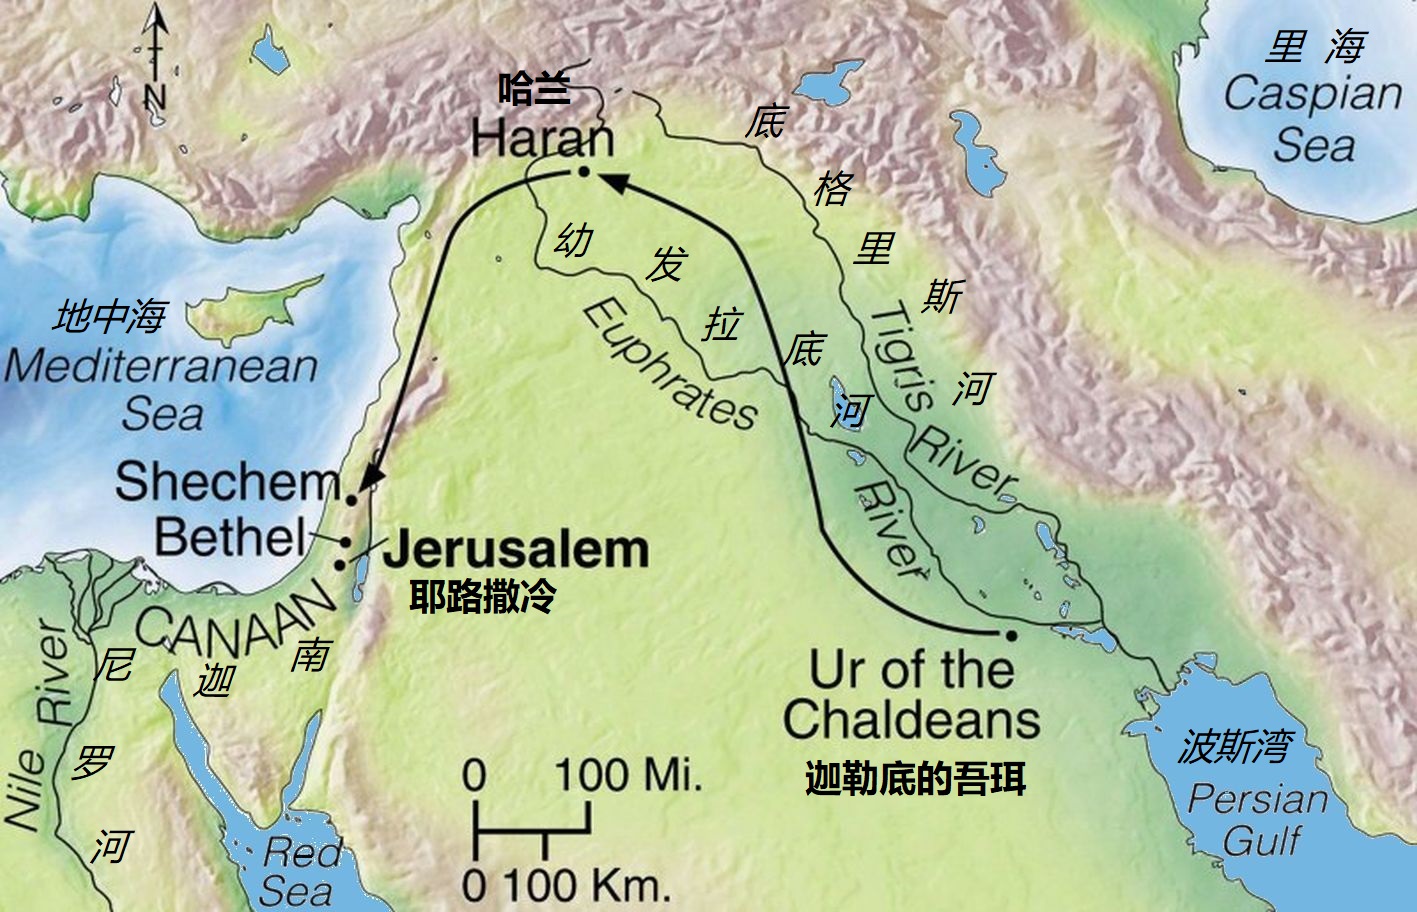 N
哈兰
Haran
里 海
Caspian
Sea
底格里斯河
Tigris River
幼发拉底河
Euphrates River
地中海
Mediterranean
Sea
Shechem
Bethel
Jerusalem
耶路撒冷
CANAAN
迦南
Nile River
尼罗河
Red
Sea
Ur of the
Chaldeans
迦勒底的吾珥
波斯湾
Persian
Gulf
0 100 Mi.
0 100 Km.